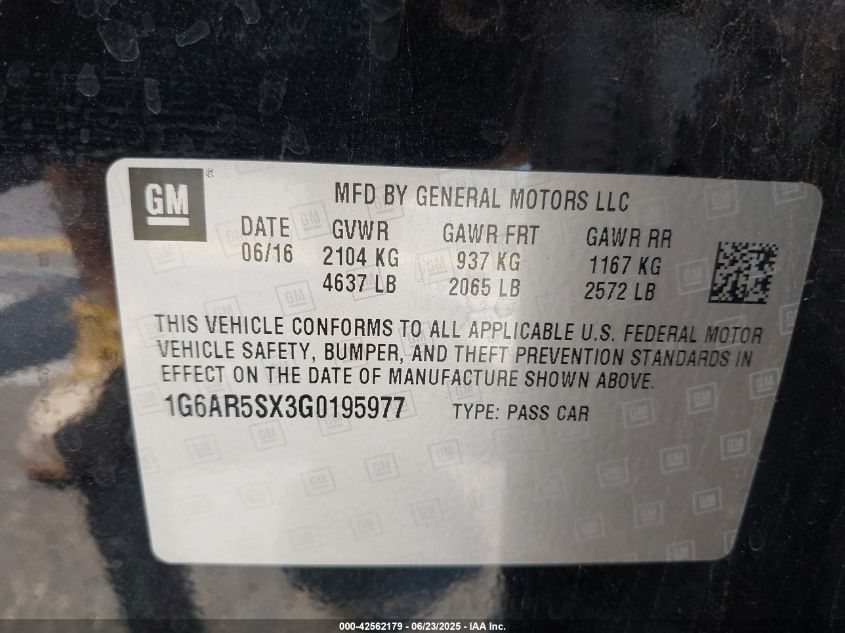 GM
MFD BY GENERAL MOTORS LLC
DATE GVWR GAWR FRT GAWR RR
06/16 2104 KG 937 KG 1167 KG
4637 LB 2065 LB 2572 LB
THIS VEHICLE CONFORMS TO ALL APPLICABLE U.S. FEDERAL MOTOR
VEHICLE SAFETY, BUMPER, AND THEFT PREVENTION STANDARDS IN
EFFECT ON THE DATE OF MANUFACTURE SHOWN ABOVE.
1G6AR5SX3G0195977 TYPE: PASS CAR
000-42562179 - 06/23/2025 - IAA Inc.